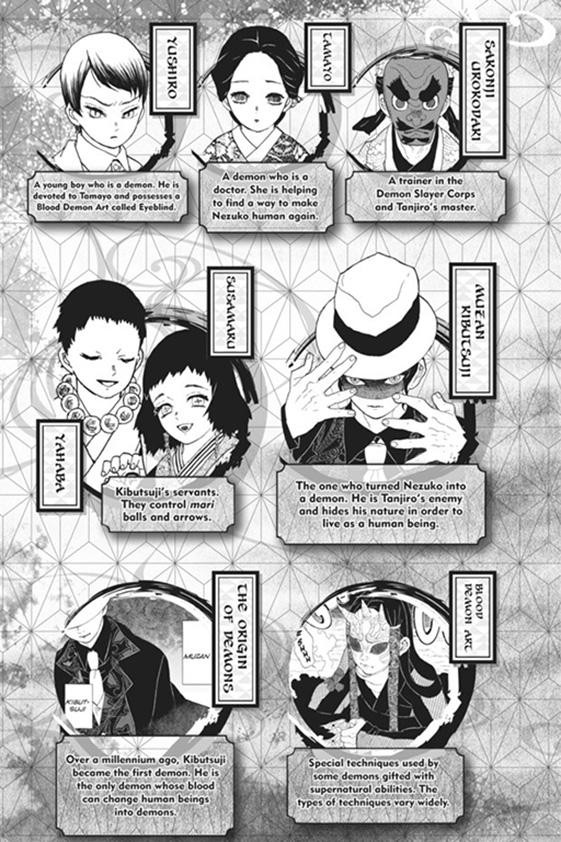 YUSHIRO
A young boy who is a demon. He is
devoted to Tamayo and possesses a
Blood Demon Art called Eyeblind.
TAMAYO
A demon who is a
doctor. She is helping
to find a way to make
Nezuko human again.
SAKONJI
UROKODAKI
A trainer in the
Demon Slayer Corps
and Tanjiro's master.
YAHABA
SUSAMARU
Kibutsuji's servants.
They control mari
balls and arrows.
MUZAN
KIBUTSUJI
The one who turned Nezuko into
a demon. He is Tanjiro's enemy
and hides his nature in order to
live as a human being.
THE ORIGIN
OF DEMONS
MUZAN
KIBUT-
SUJI
Over a millennium ago, Kibutsuji
became the first demon. He is
the only demon whose blood
can change human beings
into demons.
BLOOD
DEMON ART
Special techniques used by
some demons gifted with
supernatural abilities. The
types of techniques vary widely.